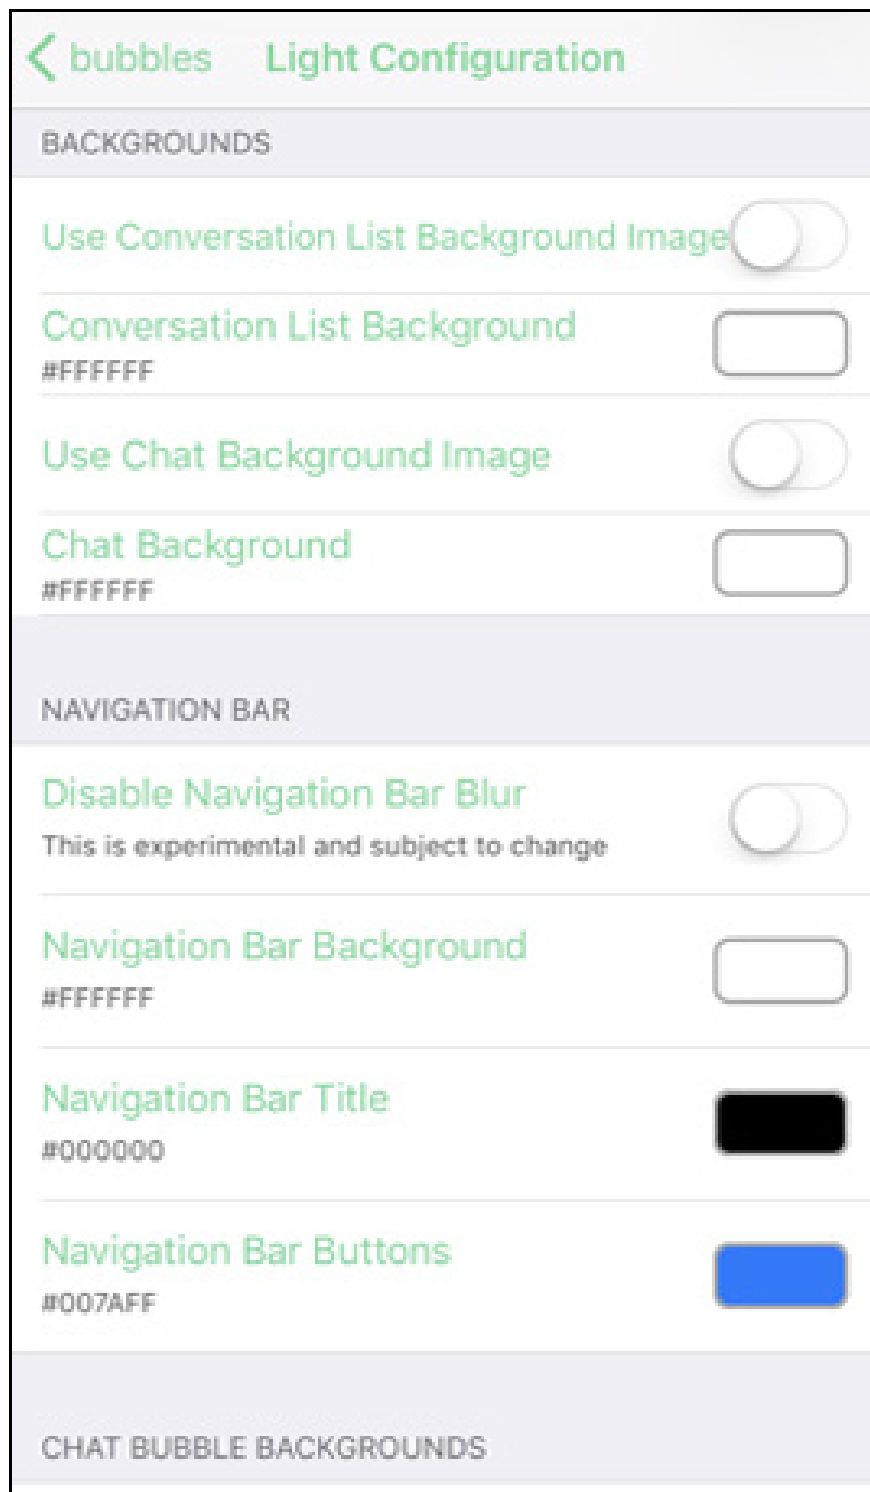 bubbles Light Configuration
BACKGROUNDS
Use Conversation List Background Image
Conversation List Background
#FFFFFF
Use Chat Background Image
Chat Background
#FFFFFF
NAVIGATION BAR
Disable Navigation Bar Blur
This is experimental and subject to change
Navigation Bar Background
#FFFFFF
Navigation Bar Title
#000000
Navigation Bar Buttons
#007AFF
CHAT BUBBLE BACKGROUNDS